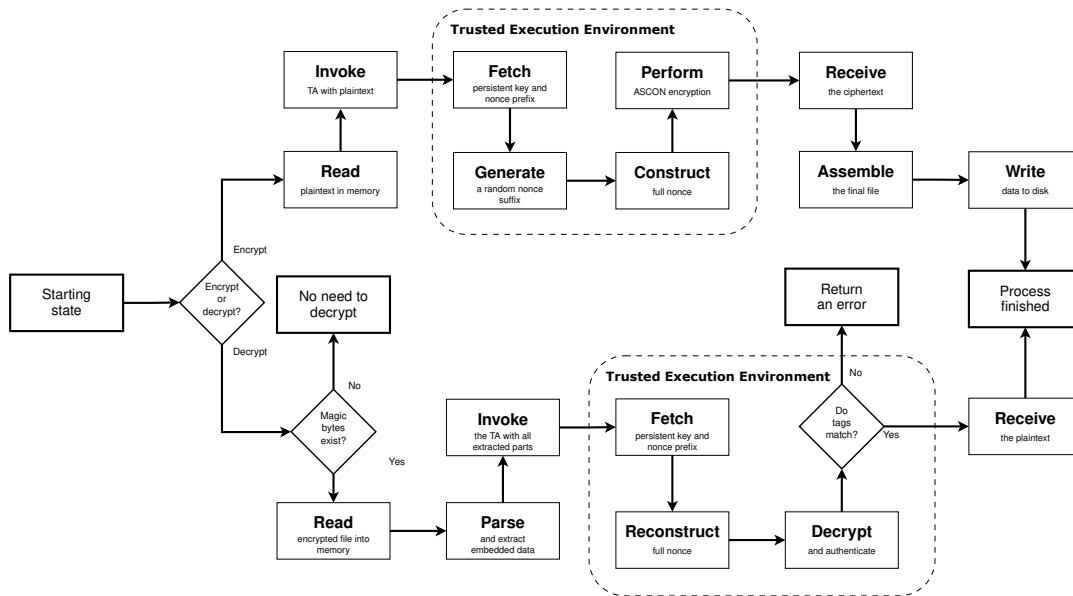 Trusted Execution Environment
Invoke
TA with plaintext
Fetch
persistent key and
nonce prefix
Perform
ASCON encryption
Receive
the ciphertext
Read
plaintext in memory
Generate
a random nonce
suffix
Construct
full nonce
Assemble
the final file
Write
data to disk
Encrypt
Starting
state
Encrypt
or
decrypt?
No need to
decrypt
Return
an error
Process
finished
Decrypt
Trusted Execution Environment
No
No
Magic
bytes
exist?
Yes
Invoke
the TA with all
extracted parts
Fetch
persistent key and
nonce prefix
Do
tags
match?
Yes
Receive
the plaintext
Read
encrypted file into
memory
Parse
and extract
embedded data
Reconstruct
full nonce
Decrypt
and authenticate